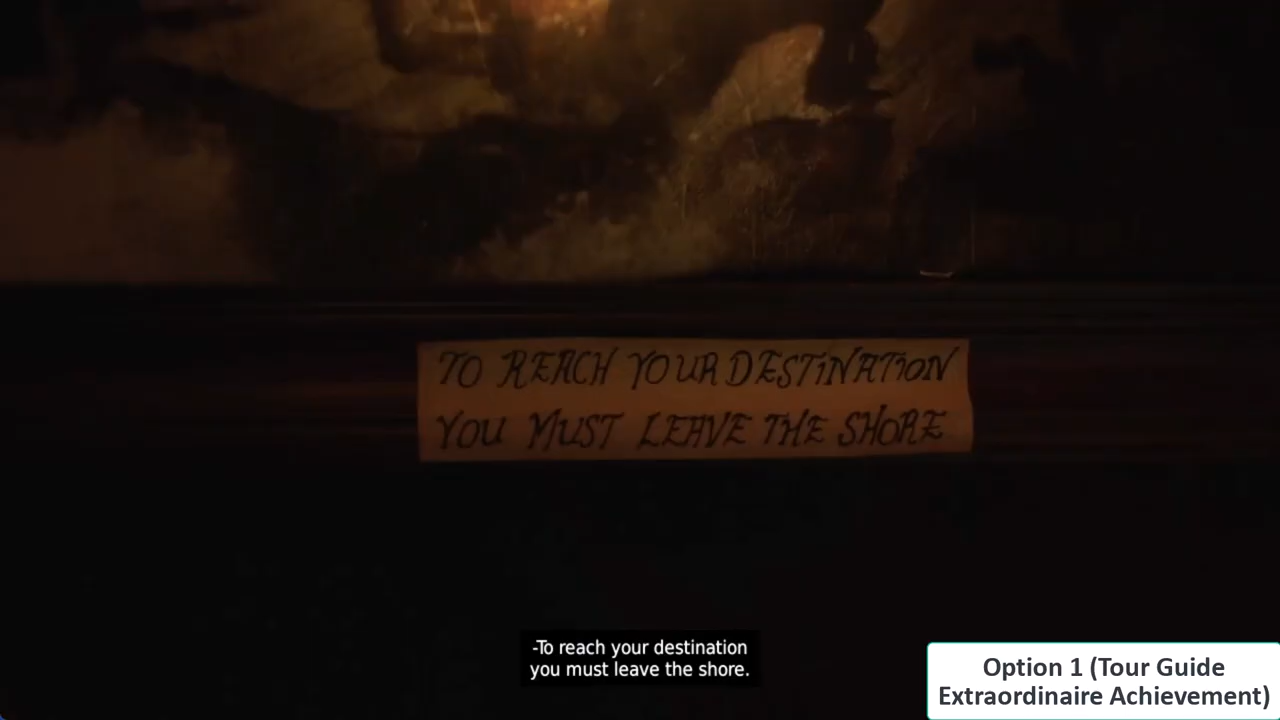 TO REACH YOUR DESTINATION
YOU MUST LEAVE THE SHORE
-To reach your destination
you must leave the shore.
Option 1 (Tour Guide
Extraordinaire Achievement)